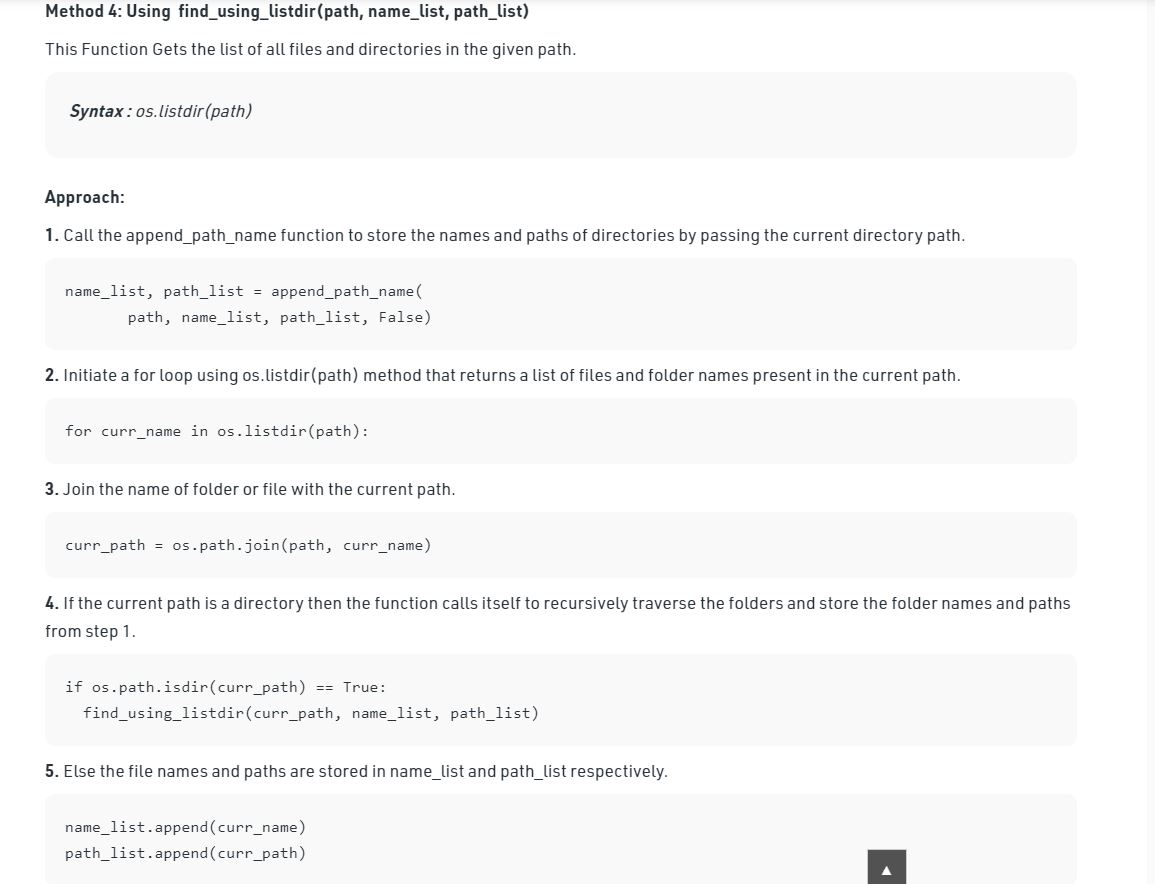 Method 4: Using find_using_listdir(path, name_list, path_list)
This Function Gets the list of all files and directories in the given path.
Syntax : os.listdir(path)
Approach:
1. Call the append_path_name function to store the names and paths of directories by passing the current directory path.
name_list, path_list = append_path_name(
       path, name_list, path_list, False)
2. Initiate a for loop using os.listdir(path) method that returns a list of files and folder names present in the current path.
for curr_name in os.listdir(path):
3. Join the name of folder or file with the current path.
curr_path = os.path.join(path, curr_name)
4. If the current path is a directory then the function calls itself to recursively traverse the folders and store the folder names and paths
from step 1.
if os.path.isdir(curr_path) == True:
  find_using_listdir(curr_path, name_list, path_list)
5. Else the file names and paths are stored in name_list and path_list respectively.
name_list.append(curr_name)
path_list.append(curr_path)